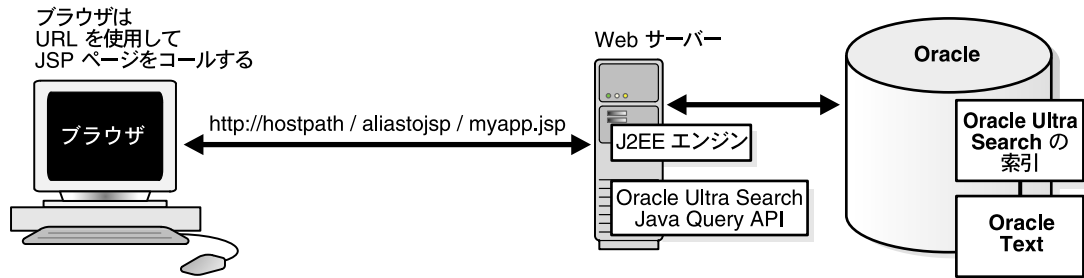 ブラウザは
URL を使用して
JSP ページをコールする
ブラウザ
http://hostpath / aliastojsp / myapp.jsp
Web サーバー
J2EE エンジン
Oracle Ultra Search
Java Query API
Oracle
Oracle Ultra
Search の
索引
Oracle
Text